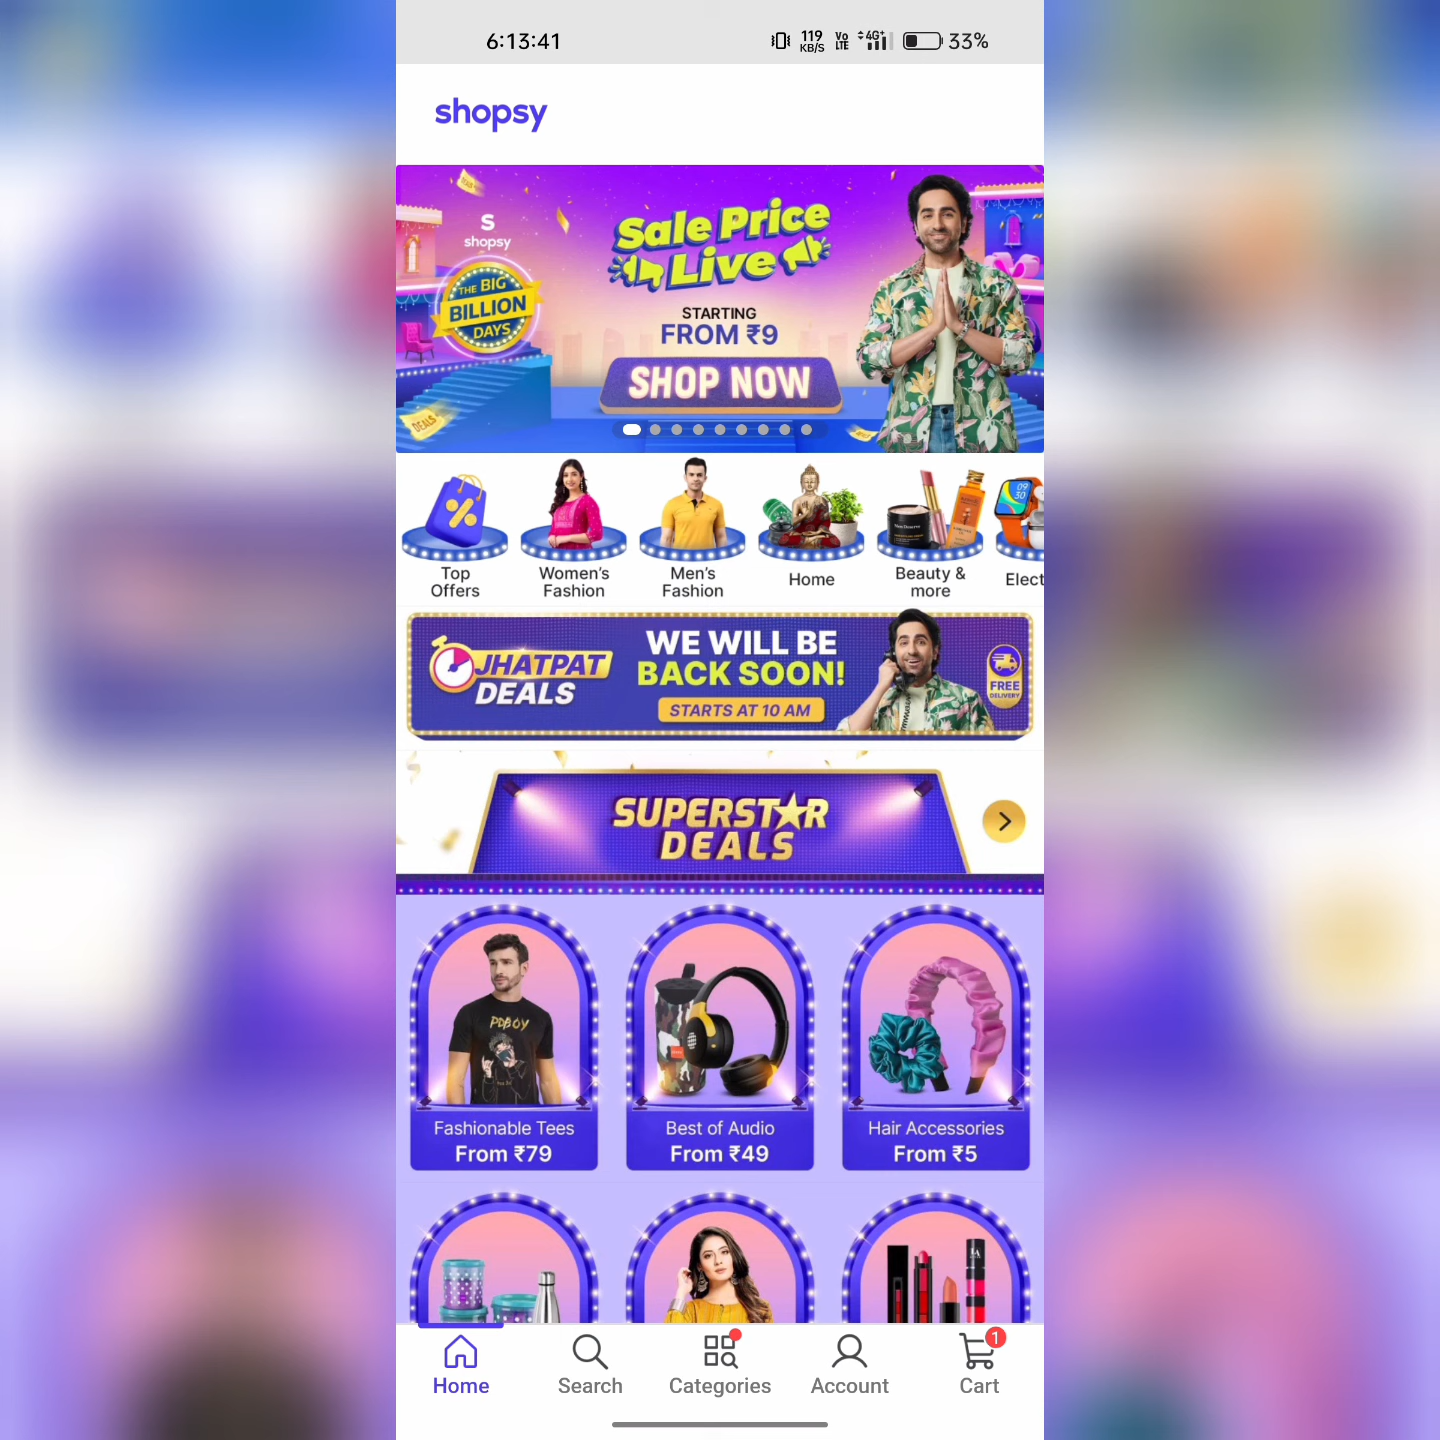 6:13:41
119 KB/S
Vo LTE
4G+
33%
shopsy
S
shopsy
THE BIG
BILLION
DAYS
Sale Price
Live
STARTING
FROM ₹9
SHOP NOW
DEALS
Top
Offers
Women's
Fashion
Men's
Fashion
Home
Beauty &
more
Elect
JHATPAT
DEALS
WE WILL BE
BACK SOON!
STARTS AT 10 AM
FREE
DELIVERY
SUPERSTAR
DEALS
PDBOY
Fashionable Tees
From ₹79
Best of Audio
From ₹49
Hair Accessories
From ₹5
Home
Search
Categories
Account
1
Cart